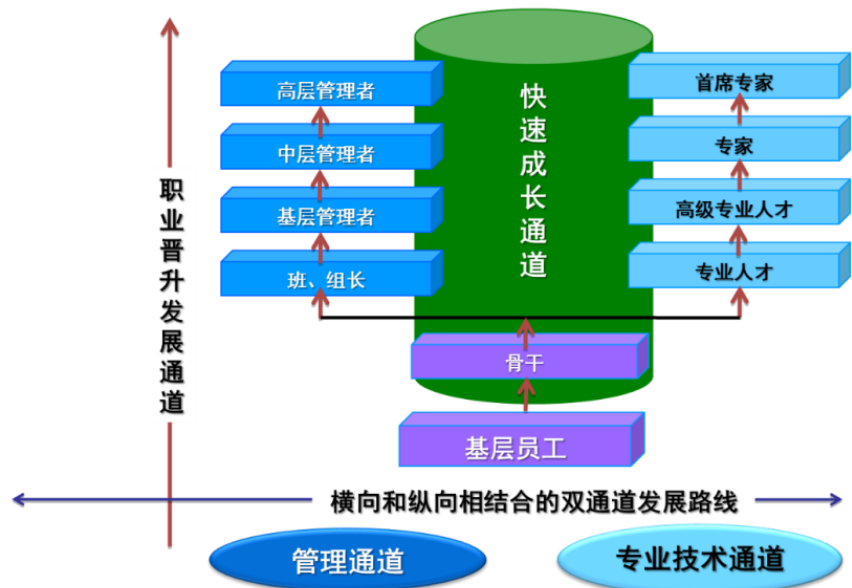 职业晋升发展通道
高层管理者
中层管理者
基层管理者
班、组长
快速成长通道
首席专家
专家
高级专业人才
专业人才
骨干
基层员工
横向和纵向相结合的双通道发展路线
管理通道
专业技术通道